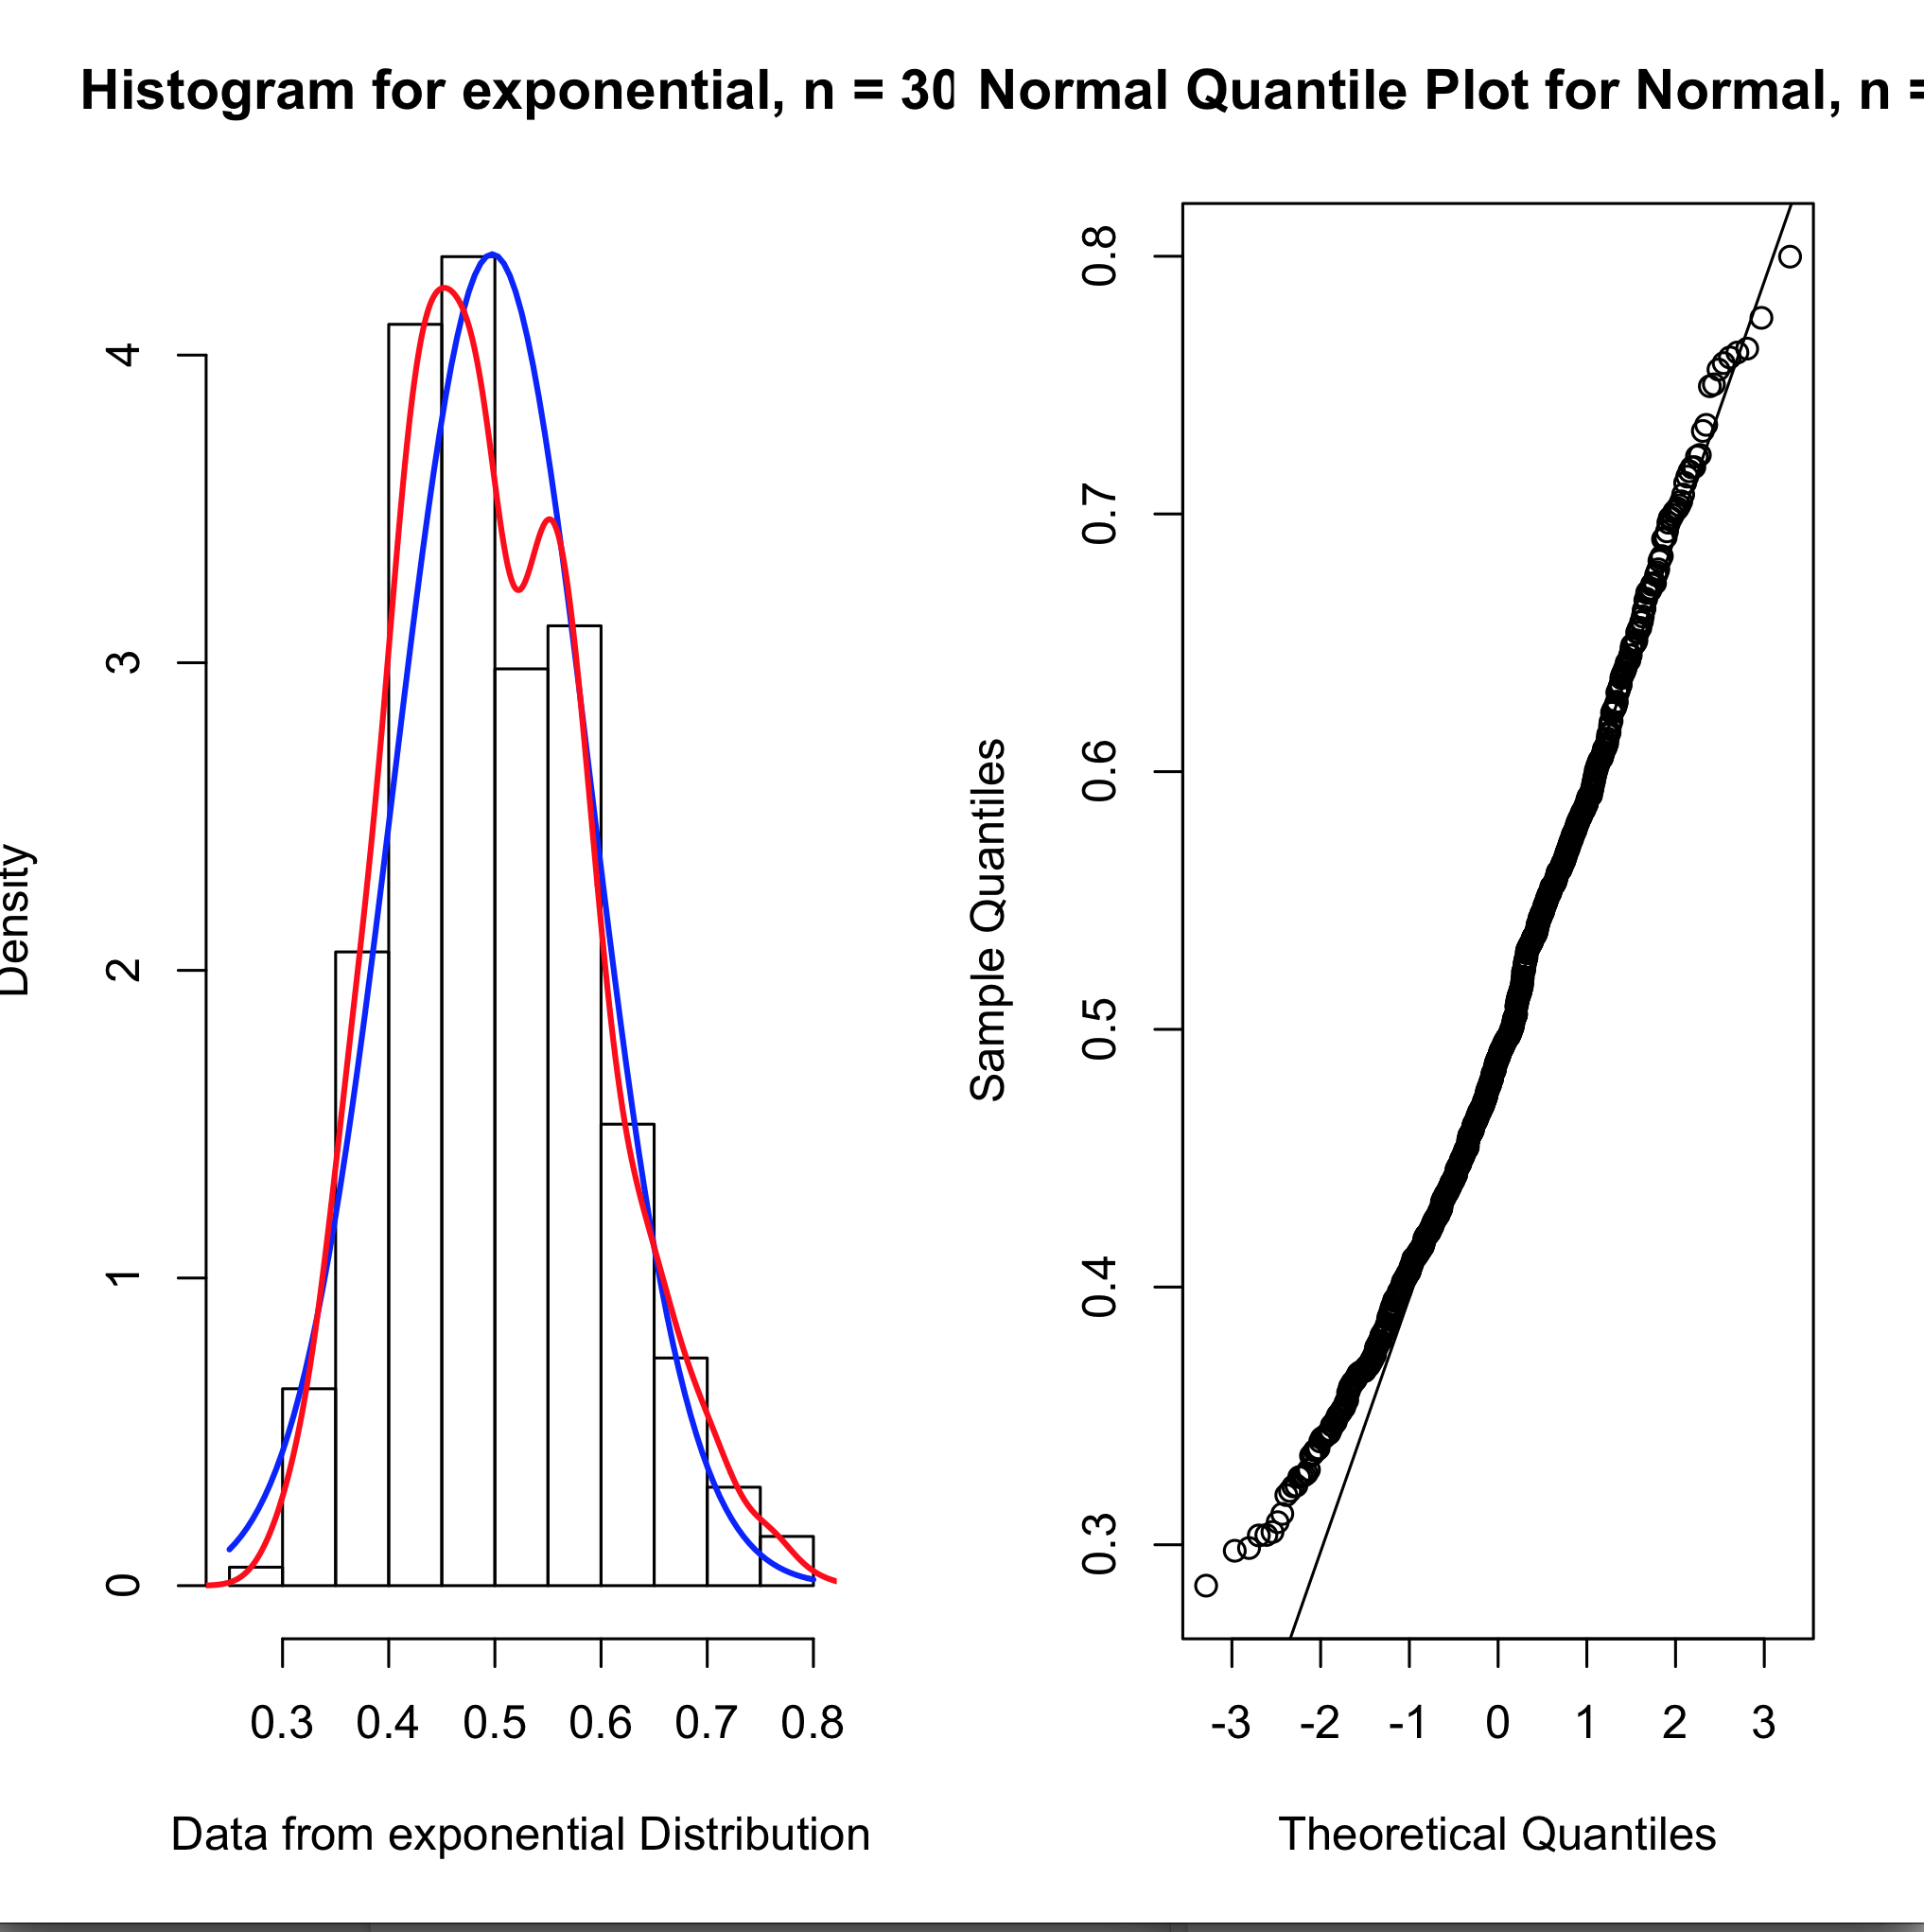 Histogram for exponential, n = 30
Density
4
3
2
1
0
0.3 0.4 0.5 0.6 0.7 0.8
Data from exponential Distribution
Normal Quantile Plot for Normal, n =
Sample Quantiles
0.8
0.7
0.6
0.5
0.4
0.3
-3 -2 -1 0 1 2 3
Theoretical Quantiles